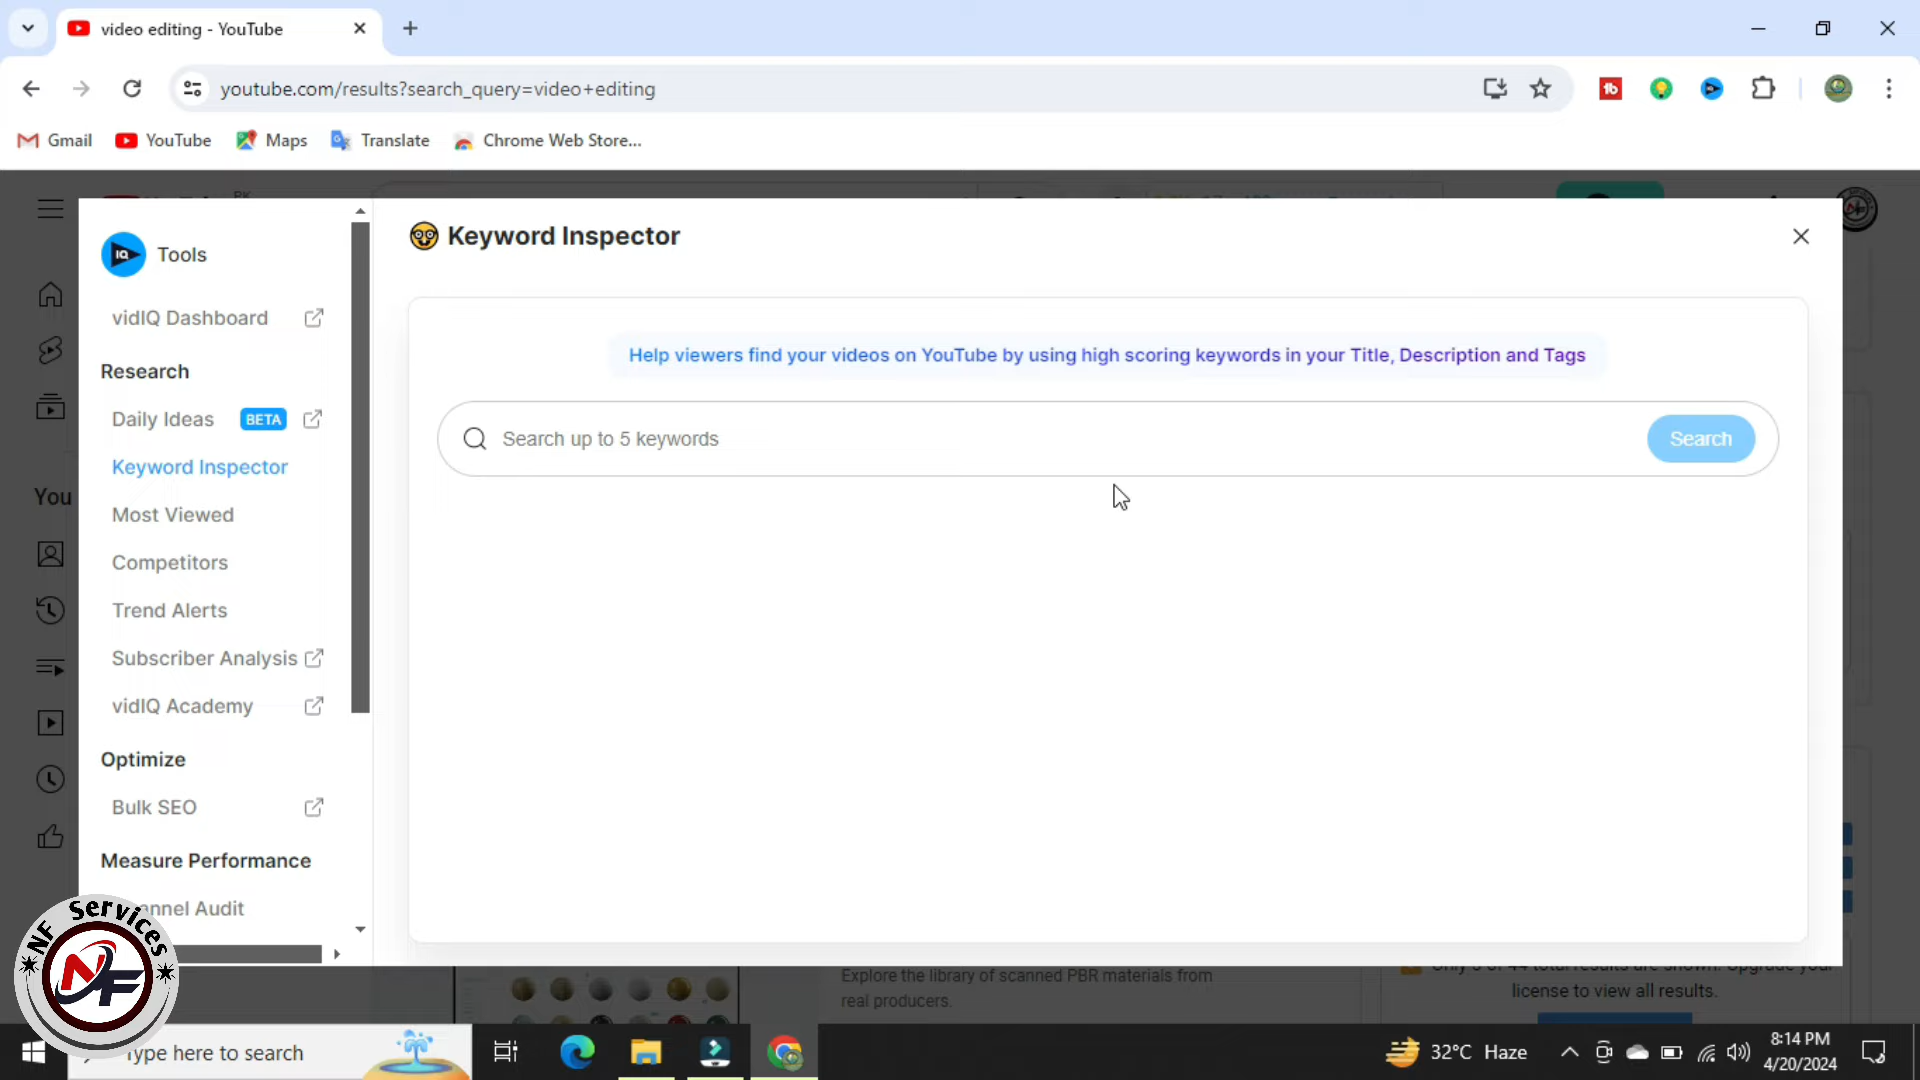 video editing - YouTube
youtube.com/results?search_query=video+editing
Gmail
YouTube
Maps
Translate
Chrome Web Store...
IQ
Tools
vidIQ Dashboard
Research
Daily Ideas
BETA
Keyword Inspector
Most Viewed
Competitors
Trend Alerts
Subscriber Analysis
vidIQ Academy
Optimize
Bulk SEO
Measure Performance
annel Audit
You
Keyword Inspector
Help viewers find your videos on YouTube by using high scoring keywords in your Title, Description and Tags
Search up to 5 keywords
Search
Explore the library of scanned PBR materials from
real producers.
license to view all results.
NF Services
NF
Type here to search
32°C Haze
8:14 PM
4/20/2024